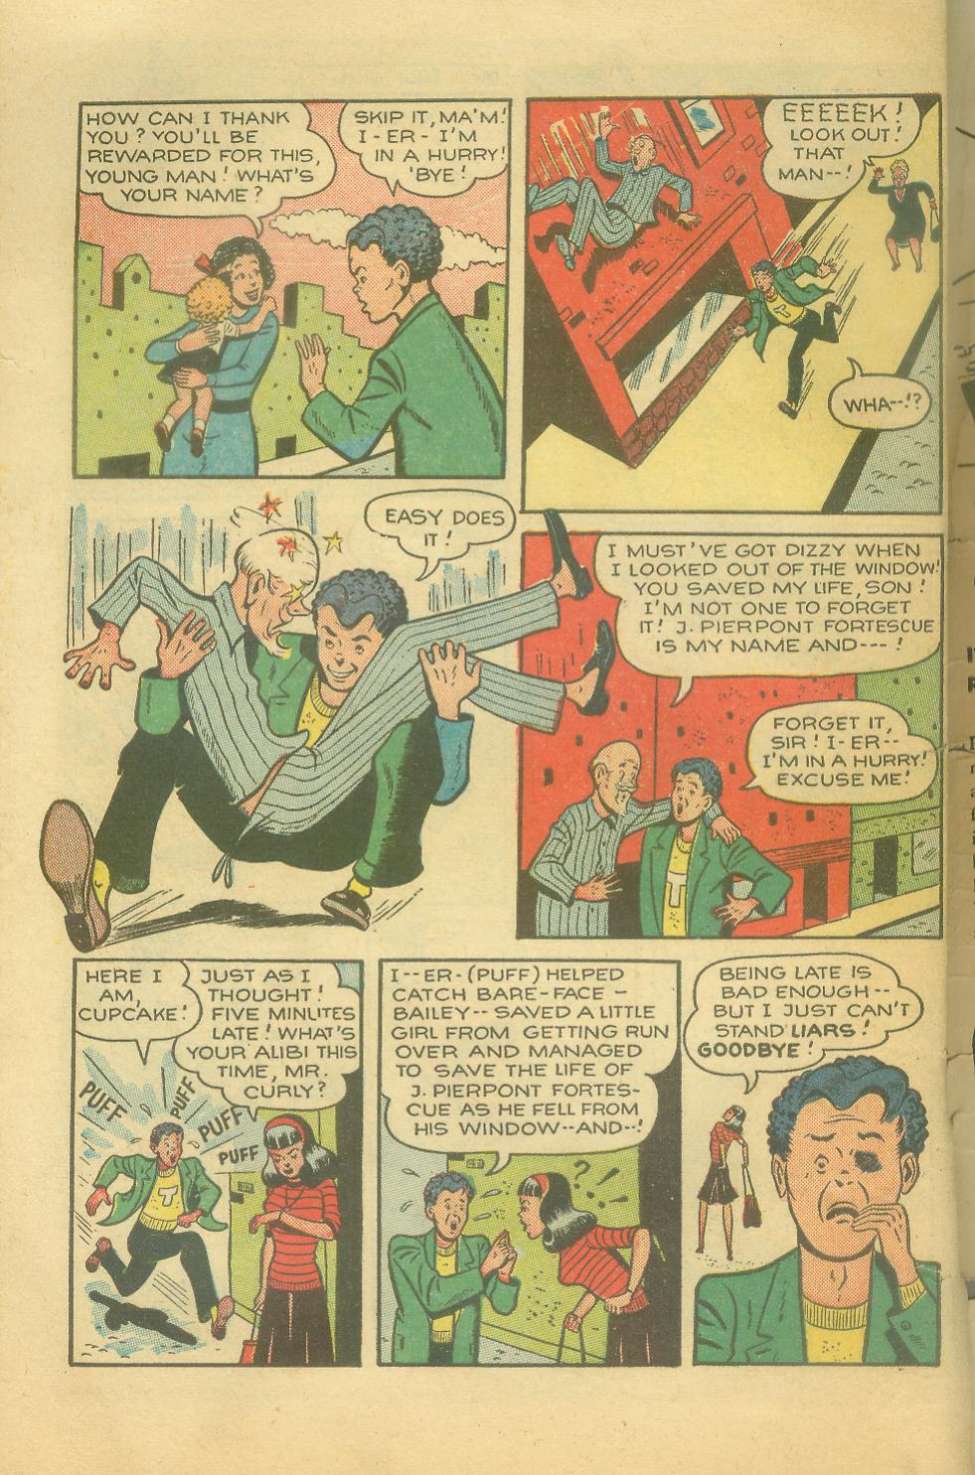 HOW CAN I THANK
YOU? YOU'LL BE
REWARDED FOR THIS,
YOUNG MAN! WHAT'S
YOUR NAME?
SKIP IT, MA'M!
I-ER-I'M
IN A HURRY!
'BYE!
EEEEEK!
LOOK OUT!
THAT
MAN--!
WHA--!?
EASY DOES
IT!
I MUST'VE GOT DIZZY WHEN
I LOOKED OUT OF THE WINDOW!
YOU SAVED MY LIFE, SON!
I'M NOT ONE TO FORGET
IT! J. PIERPONT FORTESCUE
IS MY NAME AND---!
FORGET IT,
SIR! I-ER--
I'M IN A HURRY!
EXCUSE ME!
T
HERE I
AM,
CUPCAKE!
JUST AS I
THOUGHT!
FIVE MINUTES
LATE! WHAT'S
YOUR ALIBI THIS
TIME, MR.
CURLY?
PUFF
PUFF
PUFF
PUFF
T
I--ER-(PUFF) HELPED
CATCH BARE-FACE-
BAILEY--SAVED A LITTLE
GIRL FROM GETTING RUN
OVER AND MANAGED
TO SAVE THE LIFE OF
J. PIERPONT FORTES-
CUE AS HE FELL FROM
HIS WINDOW--AND--!
?!?!
BEING LATE IS
BAD ENOUGH--
BUT I JUST CAN'T
STAND LIARS!
GOODBYE!